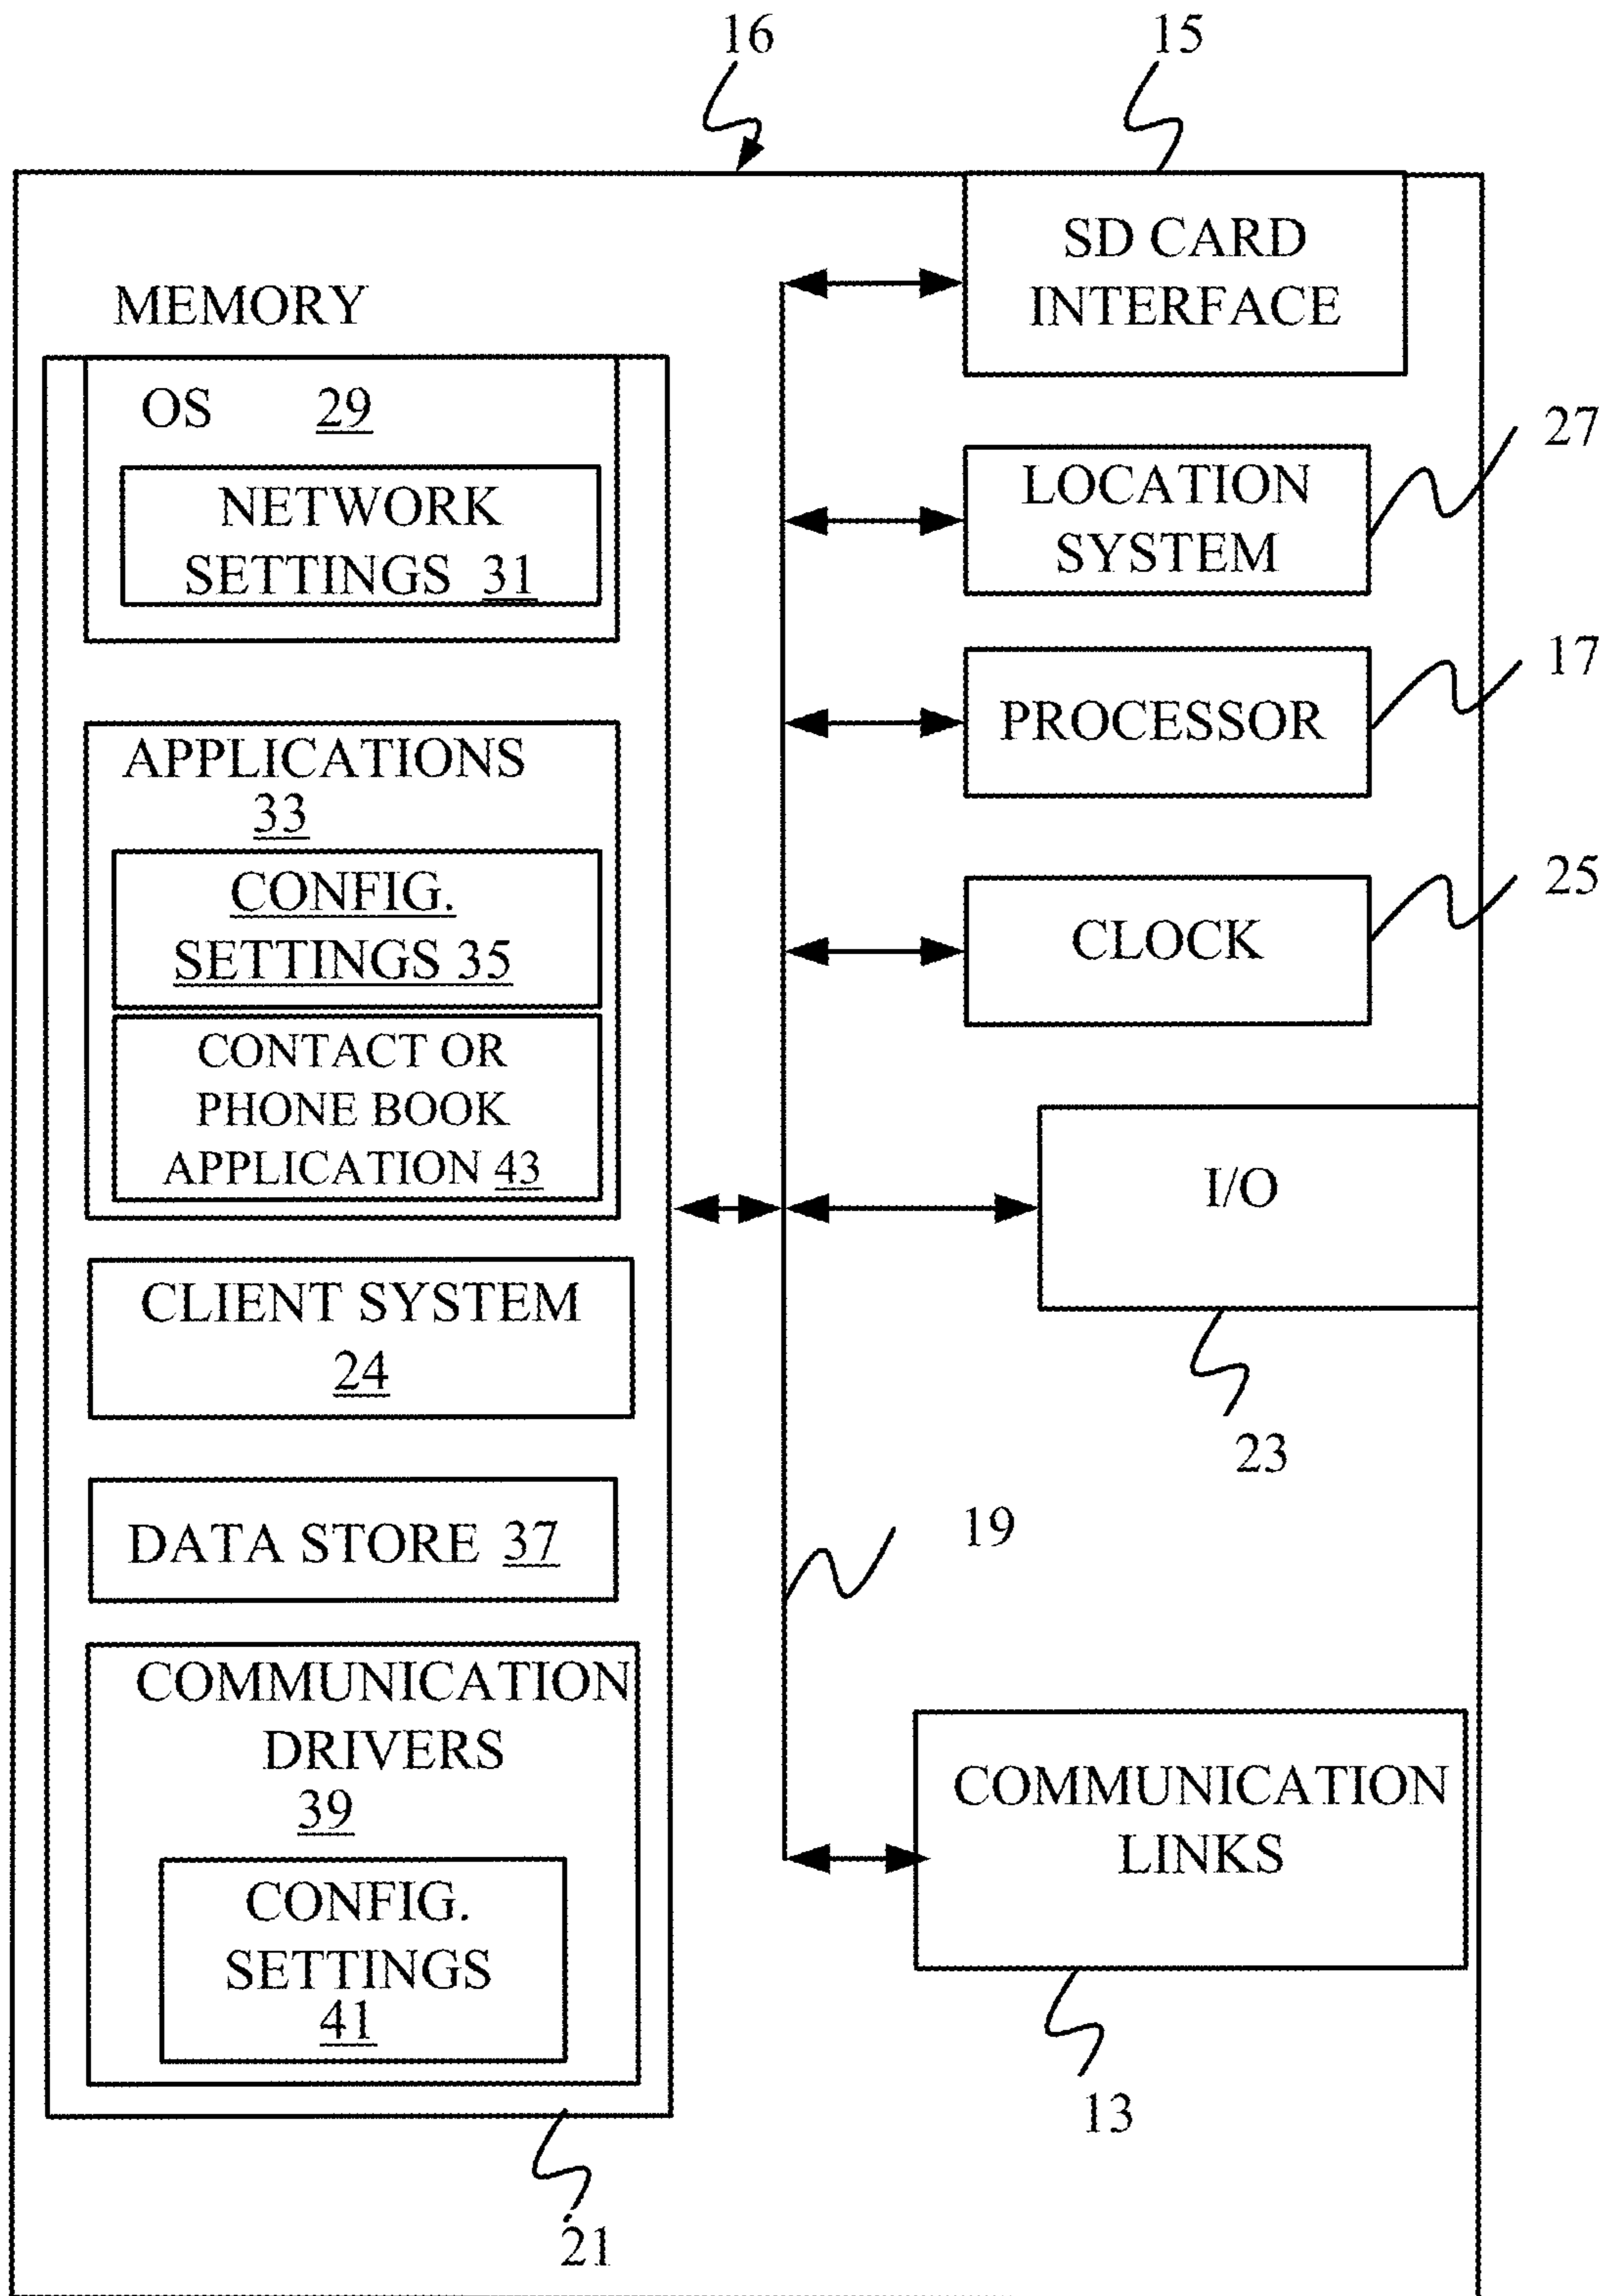 16
15
SD CARD
INTERFACE
MEMORY
OS 29
NETWORK
SETTINGS 31
27
LOCATION
SYSTEM
17
PROCESSOR
APPLICATIONS
33
CONFIG.
SETTINGS 35
25
CLOCK
CONTACT OR
PHONE BOOK
APPLICATION 43
I/O
23
CLIENT SYSTEM
24
19
DATA STORE 37
COMMUNICATION
DRIVERS
39
CONFIG.
SETTINGS
41
COMMUNICATION
LINKS
13
21